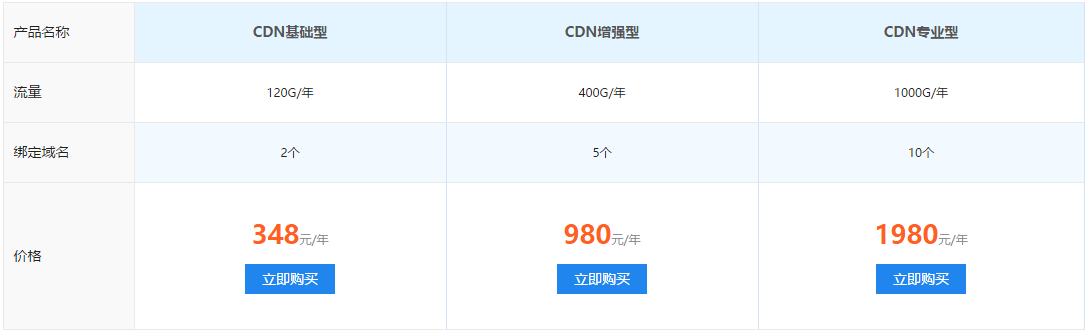 产品名称 CDN基础型 CDN增强型 CDN专业型
流量 120G/年 400G/年 1000G/年
绑定域名 2个 5个 10个
价格 348元/年 980元/年 1980元/年
立即购买 立即购买 立即购买